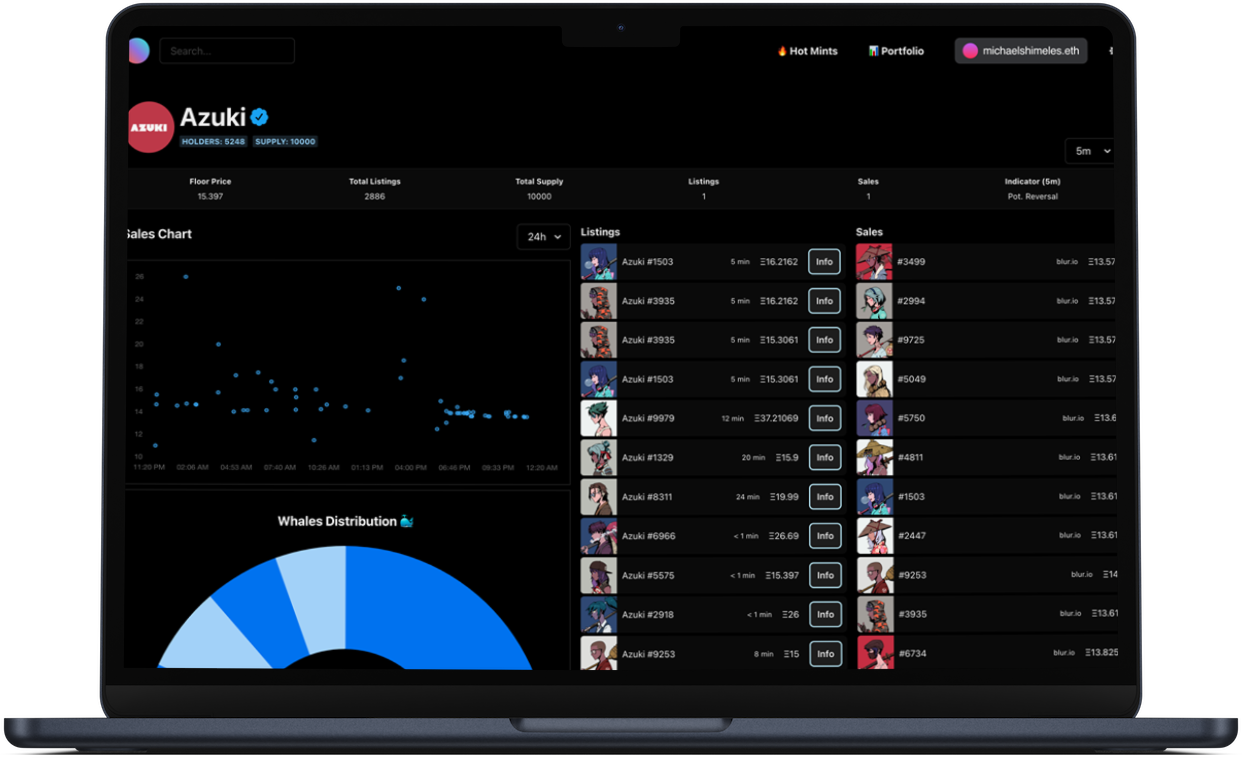 Search...
🔥 Hot Mints
📊 Portfolio
michaelshimeles.eth
AZUKI
Azuki
HOLDERS: 5248 SUPPLY: 10000
5m
Floor Price Total Listings Total Supply Listings Sales Indicator (5m)
15.397 2886 10000 1 1 Pot. Reversal
Sales Chart
24h
26
24
22
20
18
16
14
12
10
11:20 PM 02:06 AM 04:53 AM 07:40 AM 10:26 AM 01:13 PM 04:00 PM 06:46 PM 09:33 PM 12:20 AM
Whales Distribution 🐳
Listings
Azuki #1503 5 min Ξ16.2162 Info
Azuki #3935 5 min Ξ16.2162 Info
Azuki #3935 5 min Ξ15.3061 Info
Azuki #1503 5 min Ξ15.3061 Info
Azuki #9979 12 min Ξ37.21069 Info
Azuki #1329 20 min Ξ15.9 Info
Azuki #8311 24 min Ξ19.99 Info
Azuki #6966 < 1 min Ξ26.69 Info
Azuki #5575 < 1 min Ξ15.397 Info
Azuki #2918 < 1 min Ξ26 Info
Azuki #9253 8 min Ξ15 Info
Sales
#3499 blur.io Ξ13.57
#2994 blur.io Ξ13.57
#9725 blur.io Ξ13.57
#5049 blur.io Ξ13.57
#5750 blur.io Ξ13.6
#4811 blur.io Ξ13.61
#1503 blur.io Ξ13.61
#2447 blur.io Ξ13.61
#9253 blur.io Ξ14
#3935 blur.io Ξ13.61
#6734 blur.io Ξ13.825